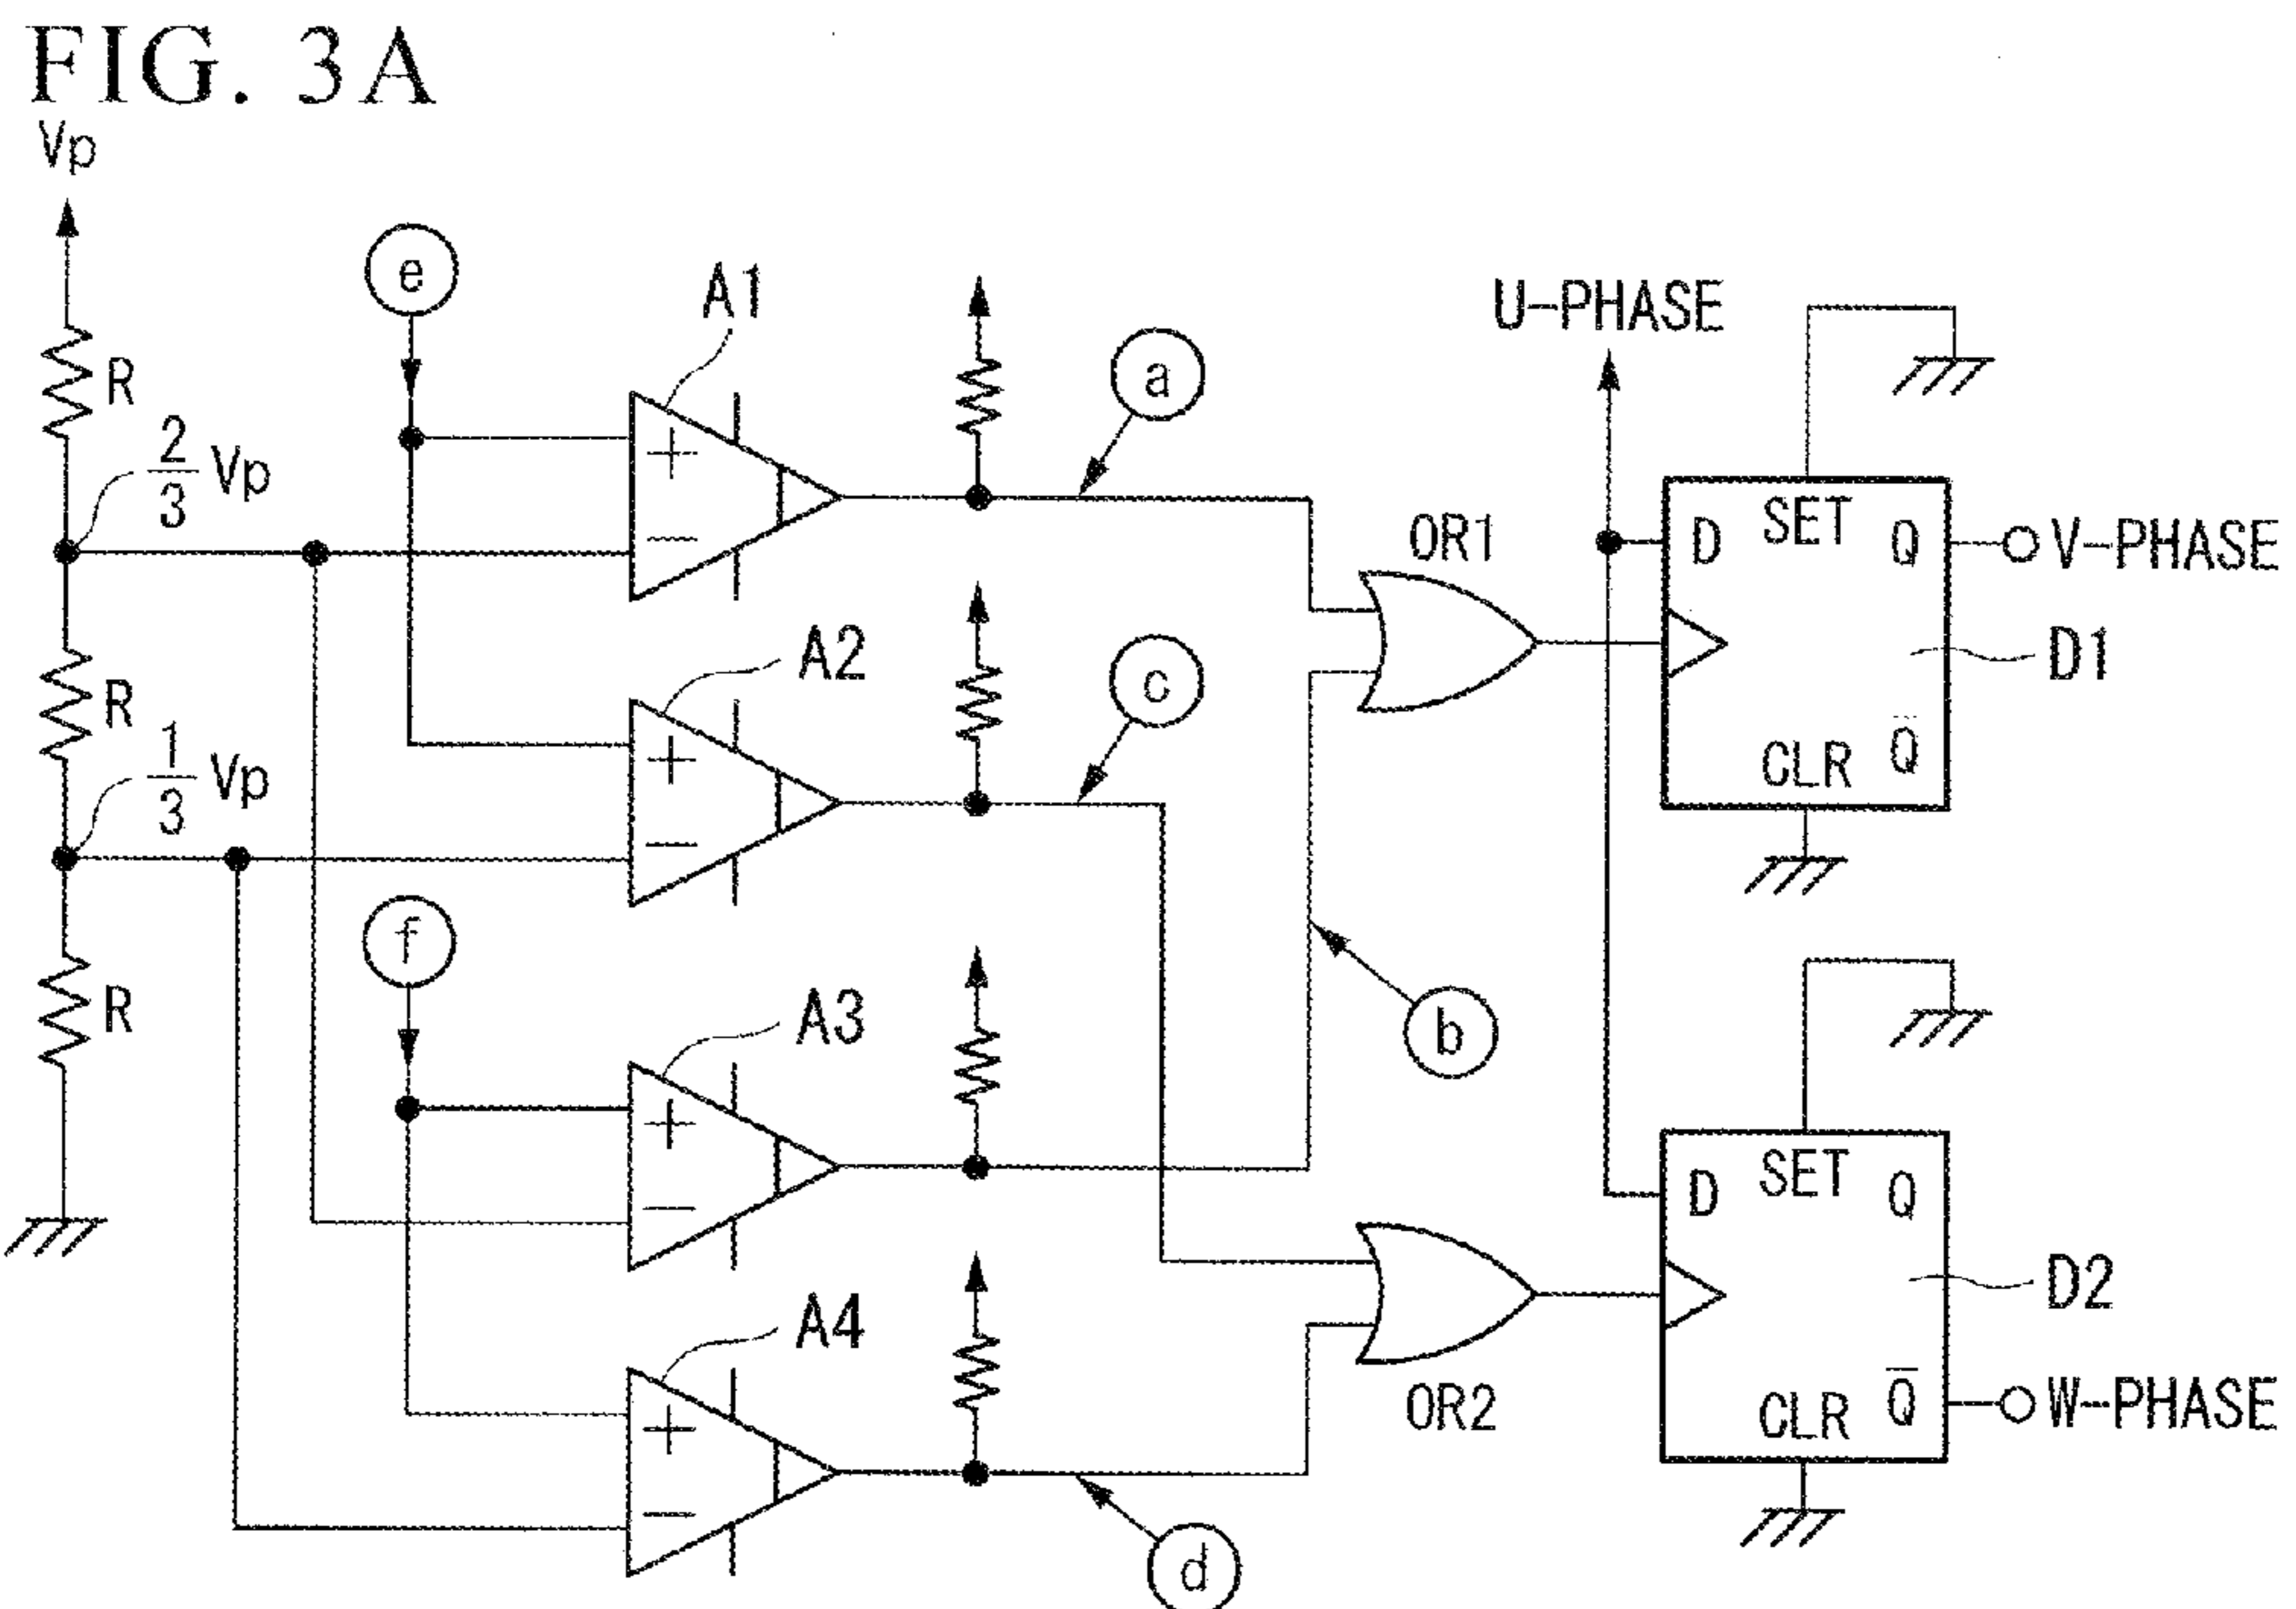 FIG. 3A
Vp
e
A1
R
2/3 Vp
+
−
a
U-PHASE
OR1
D
SET
Q
V-PHASE
D1
CLR
Q̅
A2
R
1/3 Vp
+
−
c
f
R
A3
+
−
b
D
SET
Q
D2
CLR
Q̅
W-PHASE
OR2
A4
+
−
d